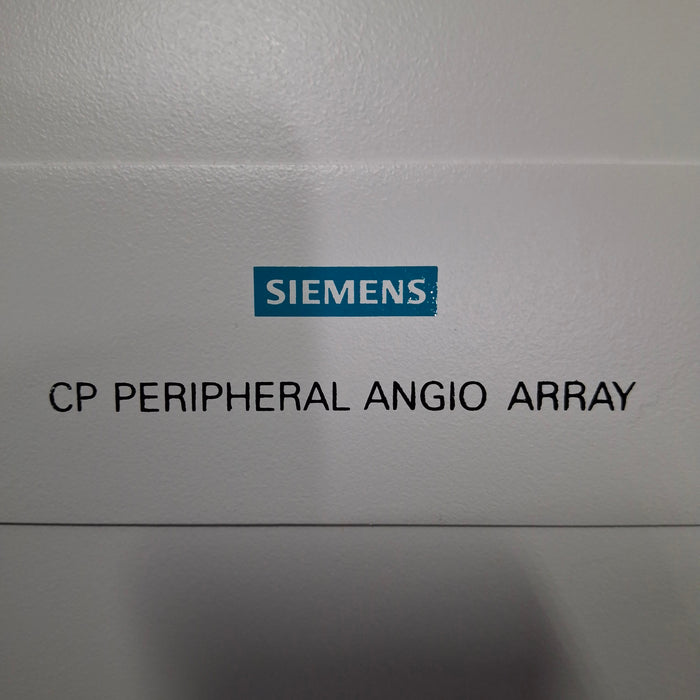 SIEMENS
CP PERIPHERAL ANGIO ARRAY